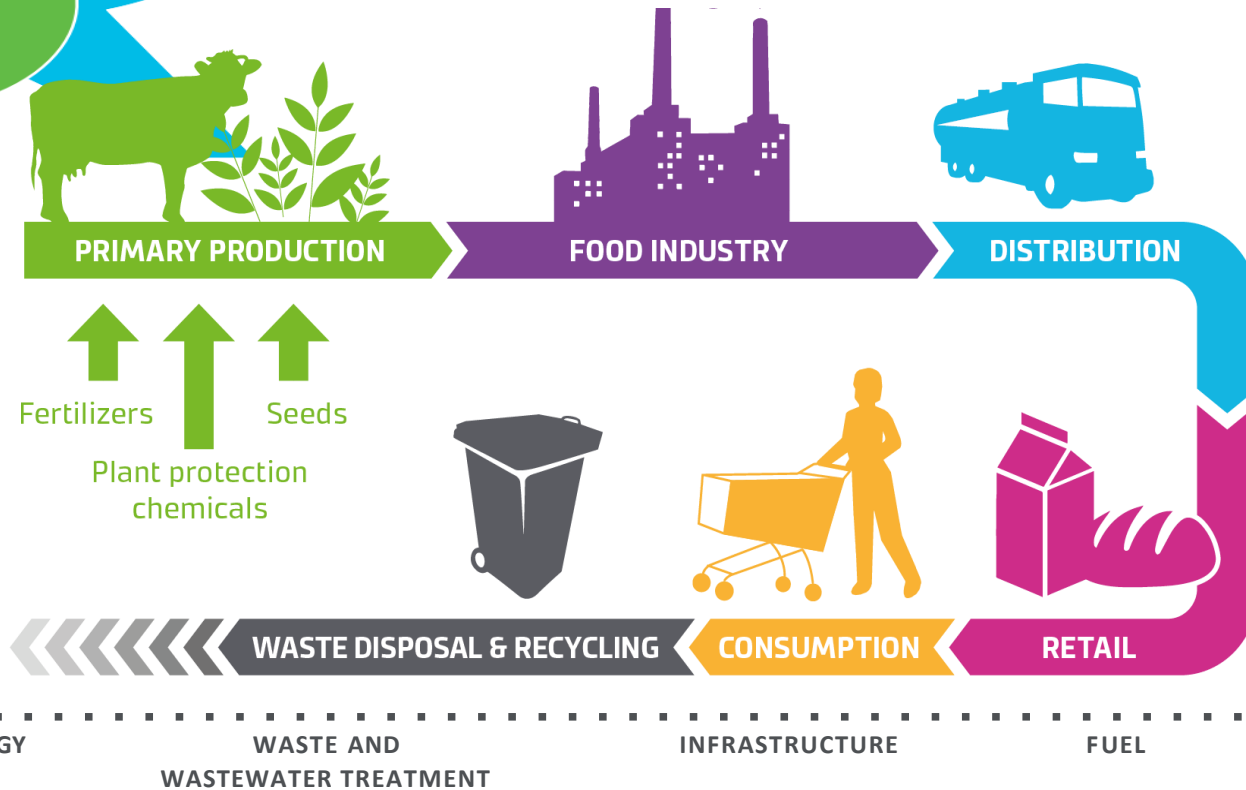 PRIMARY PRODUCTION
FOOD INDUSTRY
DISTRIBUTION
Fertilizers
Seeds
Plant protection
chemicals
WASTE DISPOSAL & RECYCLING
CONSUMPTION
RETAIL
GY
WASTE AND
WASTEWATER TREATMENT
INFRASTRUCTURE
FUEL